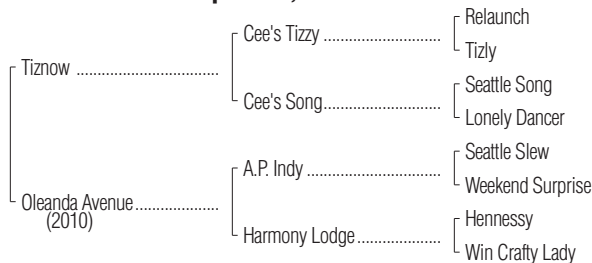 Relaunch
Cee's Tizzy
Tizly
Tiznow
Seattle Song
Cee's Song
Lonely Dancer
Seattle Slew
A.P. Indy
Weekend Surprise
Oleanda Avenue
(2010)
Hennessy
Harmony Lodge
Win Crafty Lady